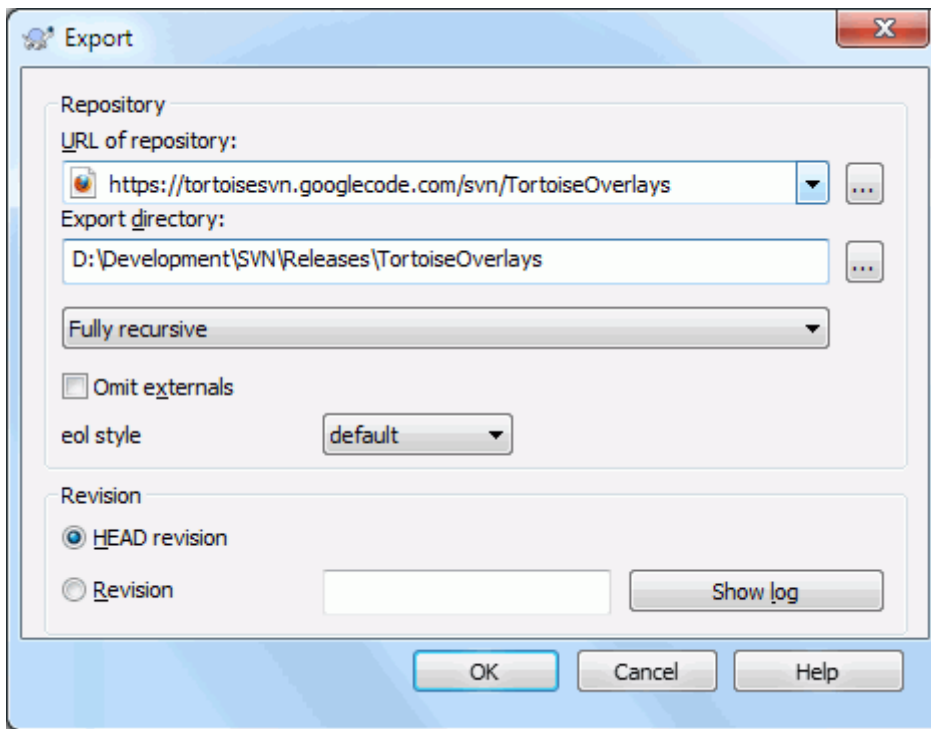 Export
Repository
URL of repository:
https://tortoisesvn.googlecode.com/svn/TortoiseOverlays
...
Export directory:
D:\Development\SVN\Releases\TortoiseOverlays
...
Fully recursive
Omit externals
eol style default
Revision
HEAD revision
Revision
Show log
OK Cancel Help